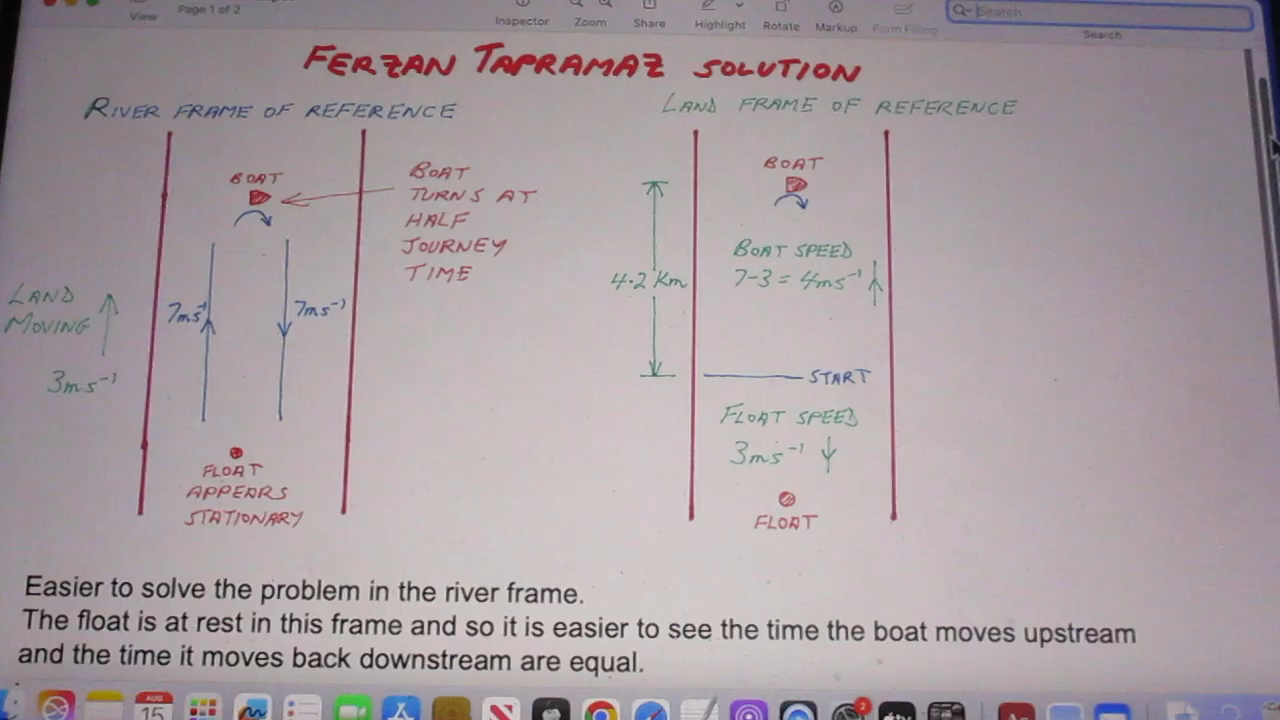 View
Page 1 of 2
Inspector
Zoom
Share
Highlight
Rotate
Markup
Form Filling
Search
Search
FERZAN TAPRAMAZ SOLUTION
RIVER FRAME OF REFERENCE
LAND FRAME OF REFERENCE
BOAT
BOAT
TURNS AT
HALF
JOURNEY
TIME
LAND
MOVING
3ms⁻¹
7ms⁻¹
7ms⁻¹
FLOAT
APPEARS
STATIONARY
BOAT
4.2 Km
BOAT SPEED
7-3 = 4ms⁻¹
START
FLOAT SPEED
3ms⁻¹
FLOAT
Easier to solve the problem in the river frame.
The float is at rest in this frame and so it is easier to see the time the boat moves upstream
and the time it moves back downstream are equal.
AUG
15
2